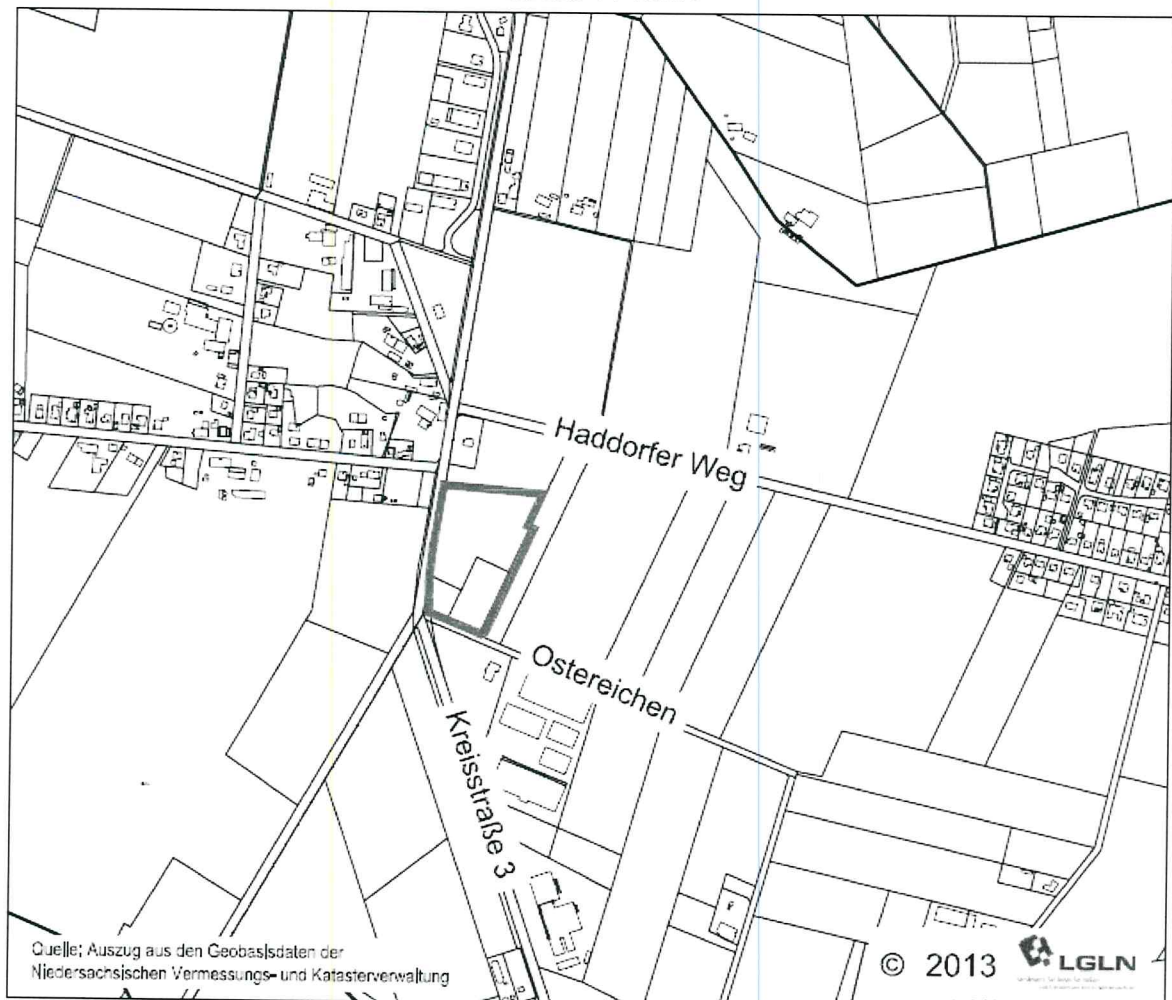 Haddorfer Weg
Ostereichen
Kreisstraße 3
Quelle: Auszug aus den Geobasisdaten der
Niedersächsischen Vermessungs- und Katasterverwaltung
© 2013 LGLN